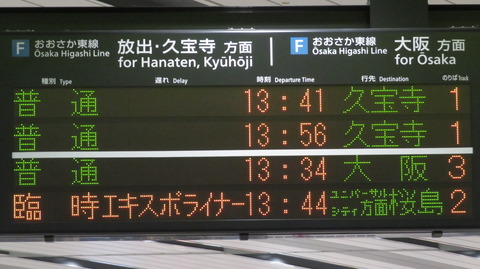 F おおさか東線 Ōsaka Higashi Line 放出・久宝寺 方面 for Hanaten, Kyūhōji
F おおさか東線 Ōsaka Higashi Line 大阪 方面 for Ōsaka
種別 Type 遅れ Delay 時刻 Departure Time 行先 Destination のりば Track
普通 13:41 久宝寺 1
普通 13:56 久宝寺 1
普通 13:34 大阪 3
臨時 エキスポライナー 13:44 ユニバーサルシティ方面 桜島 2